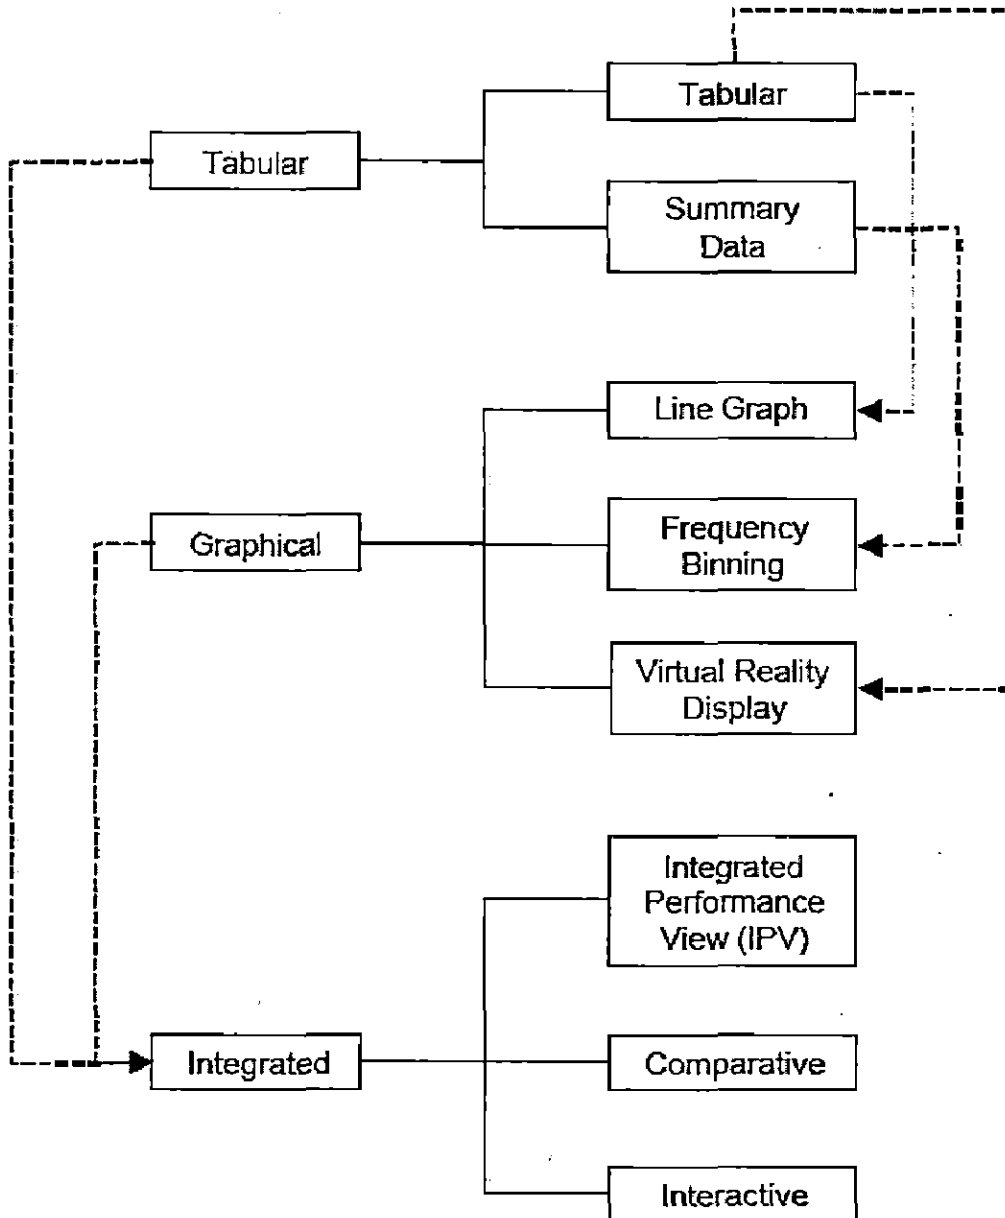 Tabular
Tabular
Summary
Data
Line Graph
Graphical
Frequency
Binning
Virtual Reality
Display
Integrated
Performance
View (IPV)
Integrated
Comparative
Interactive